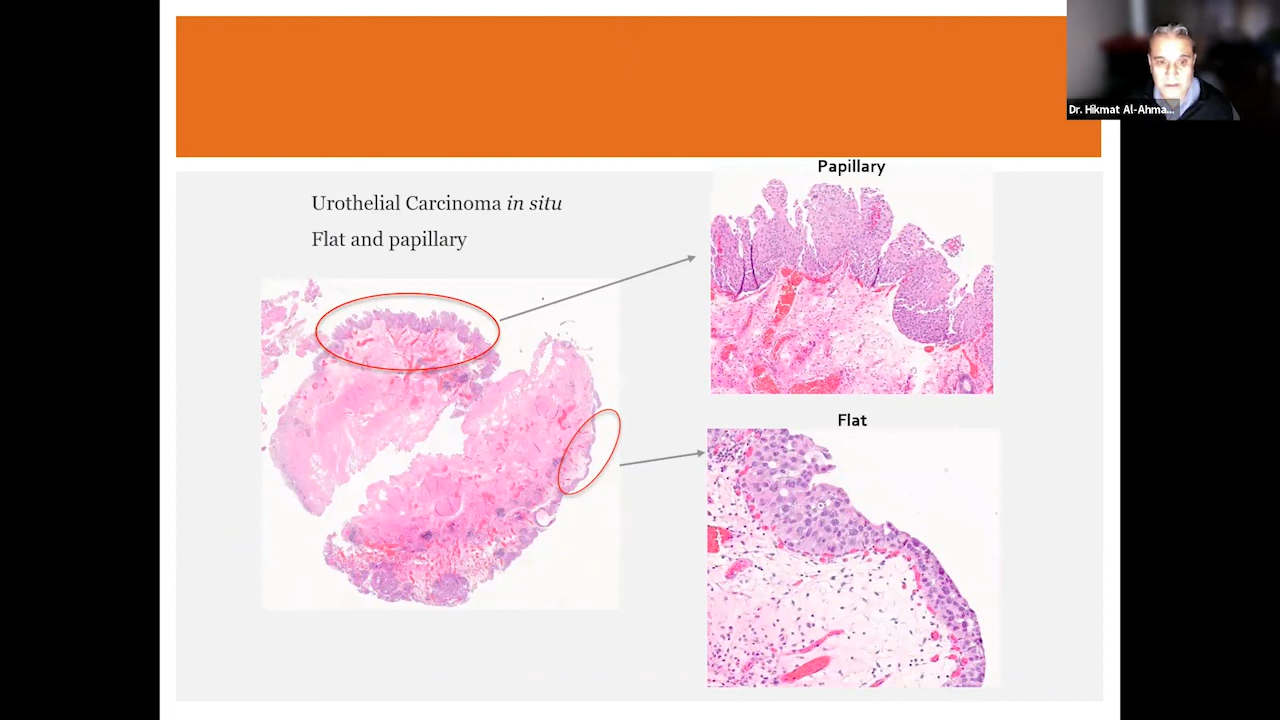 Dr. Hikmat Al-Ahma...
Papillary
Urothelial Carcinoma in situ
Flat and papillary
Flat